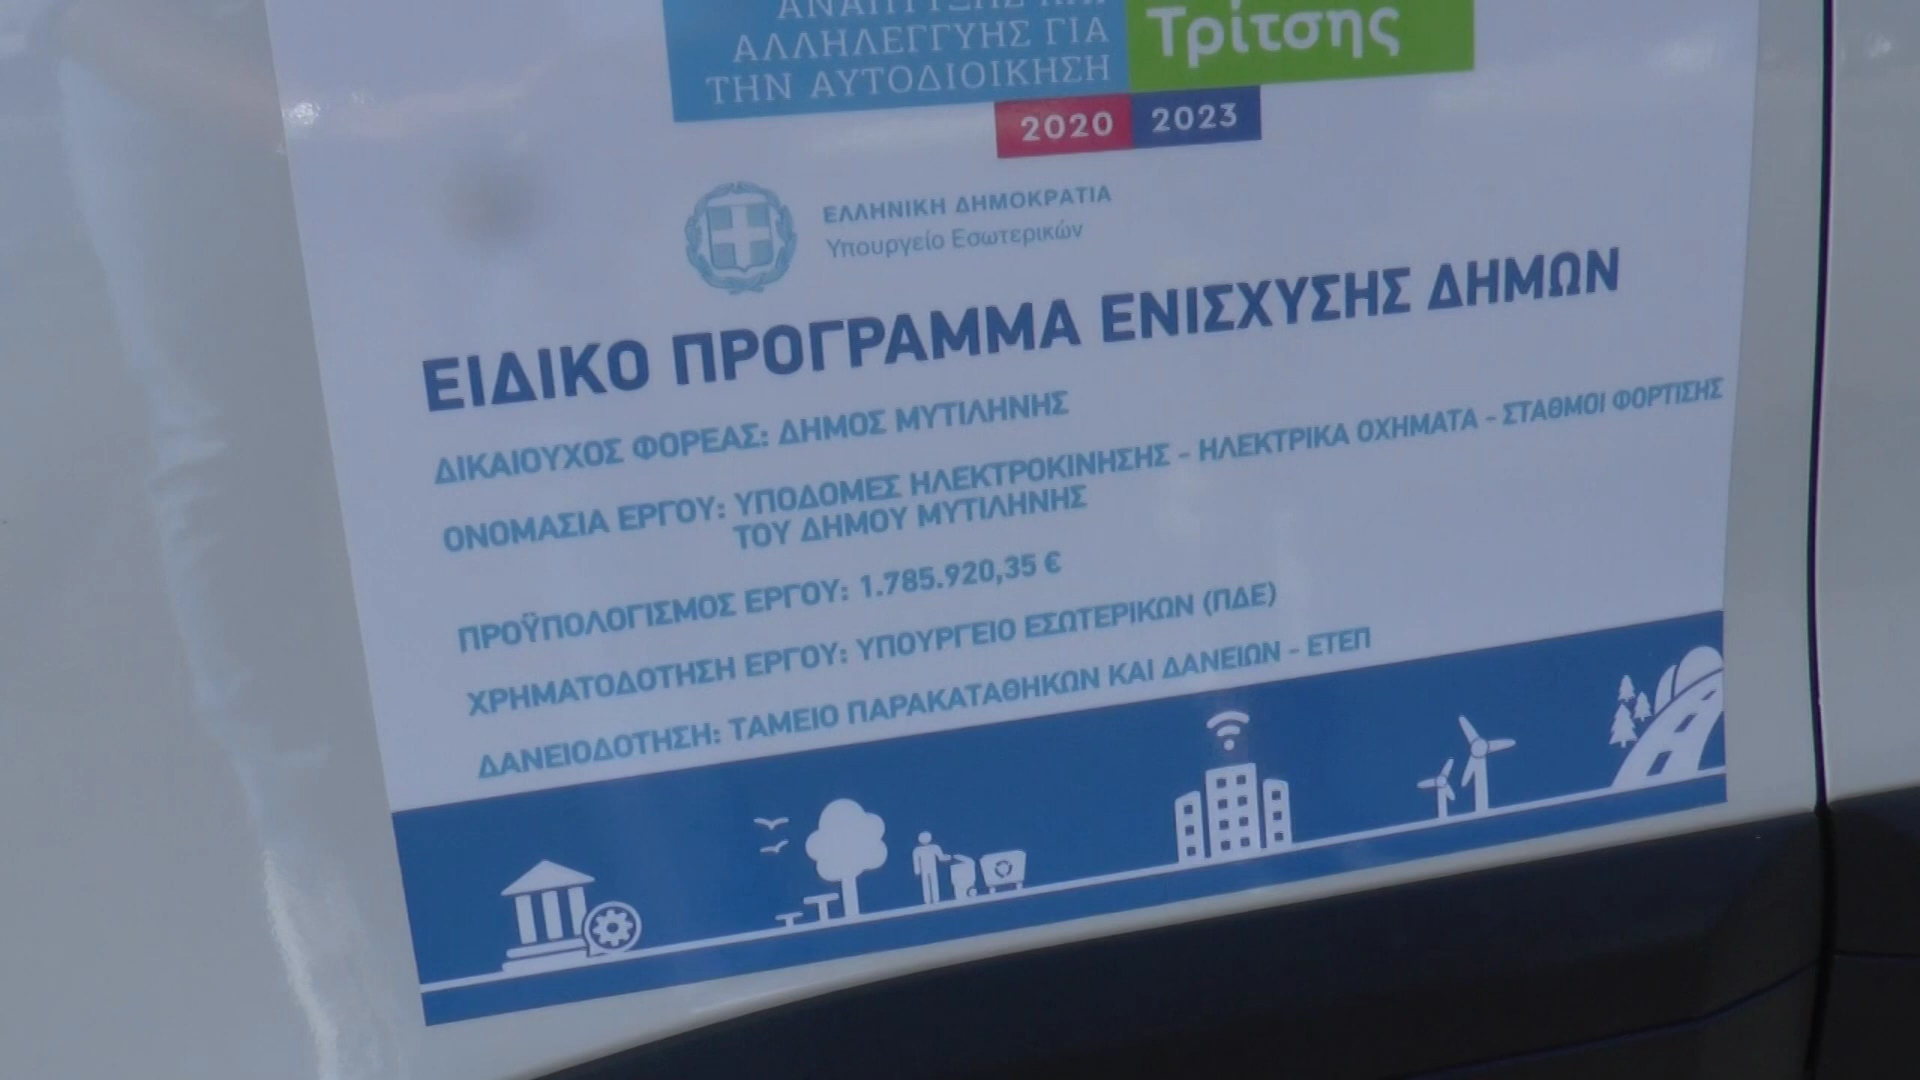 ΑΝΑΠΤΥΞΗΣ ΚΑΙ
ΑΛΛΗΛΕΓΓΥΗΣ ΓΙΑ
ΤΗΝ ΑΥΤΟΔΙΟΙΚΗΣΗ
Τρίτσης
2020 2023
ΕΛΛΗΝΙΚΗ ΔΗΜΟΚΡΑΤΙΑ
Υπουργείο Εσωτερικών
ΕΙΔΙΚΟ ΠΡΟΓΡΑΜΜΑ ΕΝΙΣΧΥΣΗΣ ΔΗΜΩΝ
ΔΙΚΑΙΟΥΧΟΣ ΦΟΡΕΑΣ: ΔΗΜΟΣ ΜΥΤΙΛΗΝΗΣ
ΟΝΟΜΑΣΙΑ ΕΡΓΟΥ: ΥΠΟΔΟΜΕΣ ΗΛΕΚΤΡΟΚΙΝΗΣΗΣ - ΗΛΕΚΤΡΙΚΑ ΟΧΗΜΑΤΑ - ΣΤΑΘΜΟΙ ΦΟΡΤΙΣΗΣ
ΤΟΥ ΔΗΜΟΥ ΜΥΤΙΛΗΝΗΣ
ΠΡΟΫΠΟΛΟΓΙΣΜΟΣ ΕΡΓΟΥ: 1.785.920,35 €
ΧΡΗΜΑΤΟΔΟΤΗΣΗ ΕΡΓΟΥ: ΥΠΟΥΡΓΕΙΟ ΕΣΩΤΕΡΙΚΩΝ (ΠΔΕ)
ΔΑΝΕΙΟΔΟΤΗΣΗ: ΤΑΜΕΙΟ ΠΑΡΑΚΑΤΑΘΗΚΩΝ ΚΑΙ ΔΑΝΕΙΩΝ - ΕΤΕΠ